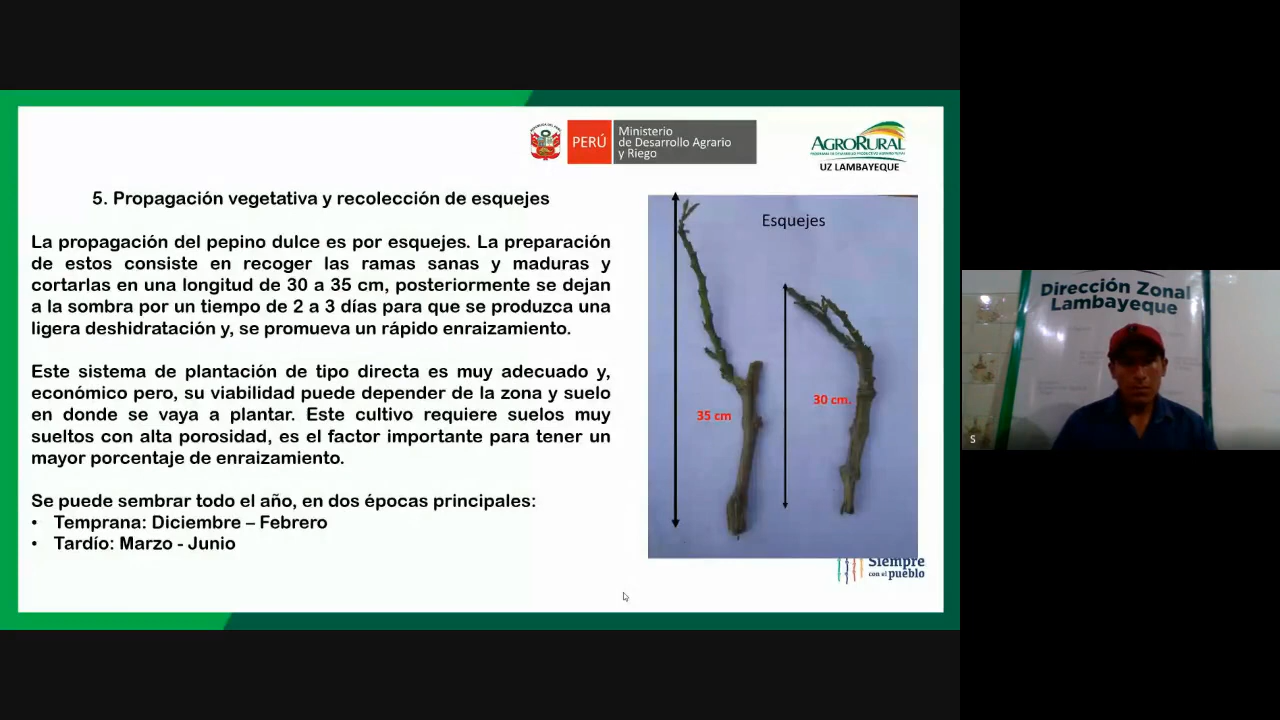 PERÚ
Ministerio
de Desarrollo Agrario
y Riego
AGRORURAL
UZ LAMBAYEQUE
5. Propagación vegetativa y recolección de esquejes
La propagación del pepino dulce es por esquejes. La preparación
de estos consiste en recoger las ramas sanas y maduras y
cortarlas en una longitud de 30 a 35 cm, posteriormente se dejan
a la sombra por un tiempo de 2 a 3 días para que se produzca una
ligera deshidratación y, se promueva un rápido enraizamiento.
Este sistema de plantación de tipo directa es muy adecuado y,
económico pero, su viabilidad puede depender de la zona y suelo
en donde se vaya a plantar. Este cultivo requiere suelos muy
sueltos con alta porosidad, es el factor importante para tener un
mayor porcentaje de enraizamiento.
Se puede sembrar todo el año, en dos épocas principales:
• Temprana: Diciembre – Febrero
• Tardío: Marzo - Junio
Esquejes
35 cm
30 cm.
Siempre
con el pueblo
Dirección Zonal
Lambayeque
S